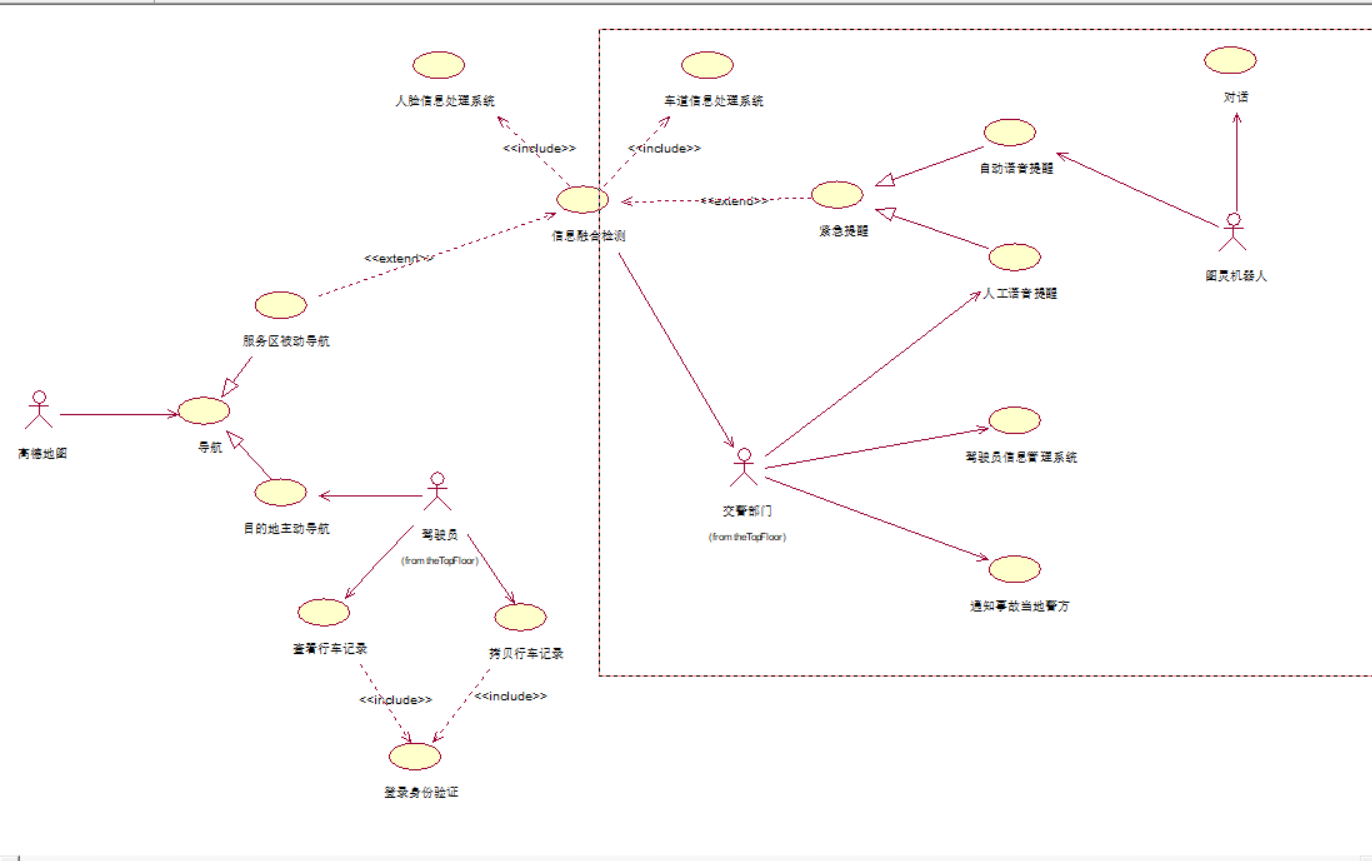 对话
人脸信息处理系统
车道信息处理系统
<<include>>
<<include>>
自动语音提醒
<<extend>>
紧急提醒
信息融合检测
<<extend>>
图灵机器人
人工语音提醒
服务区被动导航
高德地图
导航
驾驶员信息管理系统
交警部门
(from theTopFloor)
目的地主动导航
驾驶员
(from theTopFloor)
通知事故当地警方
查看行车记录
拷贝行车记录
<<include>>
<<include>>
登录身份验证